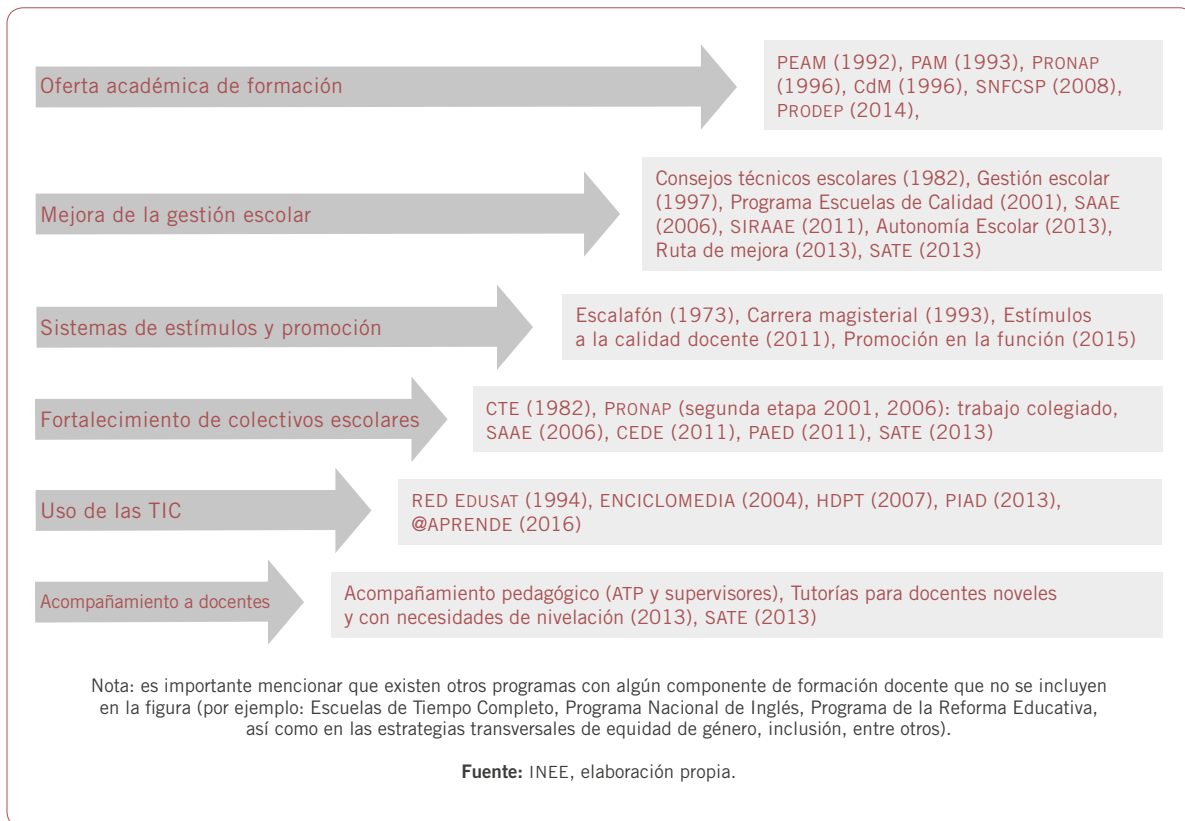 Oferta académica de formación
PEAM (1992), PAM (1993), PRONAP
(1996), CdM (1996), SNFCSP (2008),
PRODEP (2014),
Mejora de la gestión escolar
Consejos técnicos escolares (1982), Gestión escolar
(1997), Programa Escuelas de Calidad (2001), SAAE
(2006), SIRAAE (2011), Autonomía Escolar (2013),
Ruta de mejora (2013), SATE (2013)
Sistemas de estímulos y promoción
Escalafón (1973), Carrera magisterial (1993), Estímulos
a la calidad docente (2011), Promoción en la función (2015)
Fortalecimiento de colectivos escolares
CTE (1982), PRONAP (segunda etapa 2001, 2006): trabajo colegiado,
SAAE (2006), CEDE (2011), PAED (2011), SATE (2013)
Uso de las TIC
RED EDUSAT (1994), ENCICLOMEDIA (2004), HDPT (2007), PIAD (2013),
@APRENDE (2016)
Acompañamiento a docentes
Acompañamiento pedagógico (ATP y supervisores), Tutorías para docentes noveles
y con necesidades de nivelación (2013), SATE (2013)
Nota: es importante mencionar que existen otros programas con algún componente de formación docente que no se incluyen
en la figura (por ejemplo: Escuelas de Tiempo Completo, Programa Nacional de Inglés, Programa de la Reforma Educativa,
así como en las estrategias transversales de equidad de género, inclusión, entre otros).
Fuente: INEE, elaboración propia.